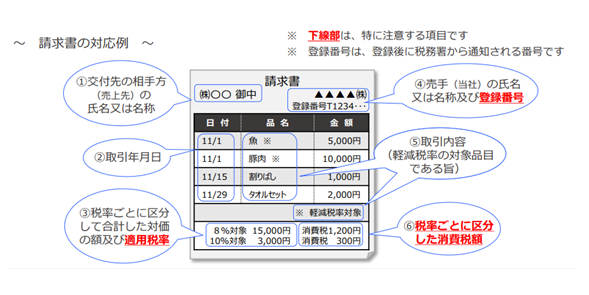 ～ 請求書の対応例 ～
※ 下線部は、特に注意する項目です
※ 登録番号は、登録後に税務署から通知される番号です
①交付先の相手方
（売上先）の
氏名又は名称
②取引年月日
③税率ごとに区分
して合計した対価
の額及び適用税率
請求書
㈱〇〇 御中
▲▲▲▲㈱
登録番号T1234･･･
日 付 品 名 金 額
11/1 魚 ※ 5,000円
11/1 豚肉 ※ 10,000円
11/15 割りばし 1,000円
11/29 タオルセット 2,000円
※ 軽減税率対象
8％対象 15,000円 消費税1,200円
10％対象 3,000円 消費税 300円
④売手（当社）の氏名
又は名称及び登録番号
⑤取引内容
（軽減税率の対象品目
である旨）
⑥税率ごとに区分
した消費税額